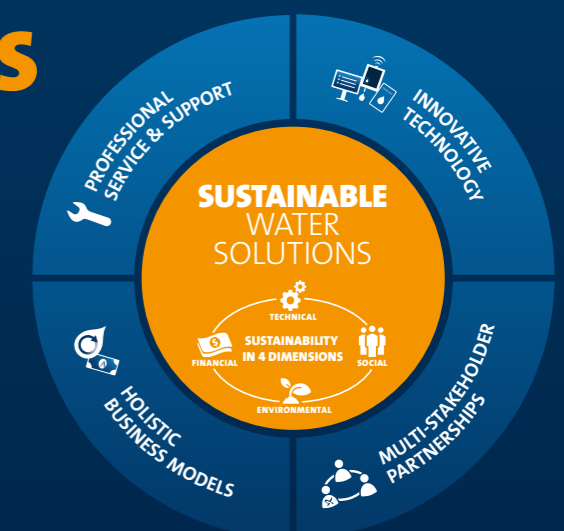 s
PROFESSIONAL
SERVICE & SUPPORT
INNOVATIVE
TECHNOLOGY
SUSTAINABLE
WATER
SOLUTIONS
TECHNICAL
FINANCIAL
SUSTAINABILITY
IN 4 DIMENSIONS
SOCIAL
ENVIRONMENTAL
HOLISTIC
BUSINESS MODELS
MULTI-STAKEHOLDER
PARTNERSHIPS